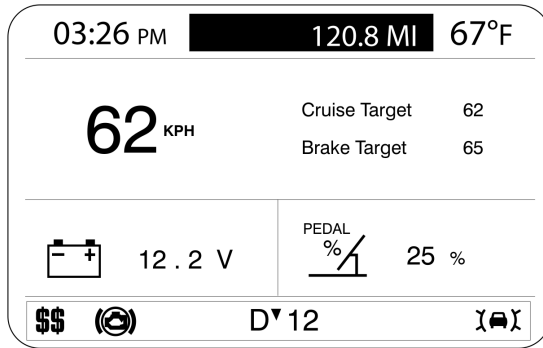 03:26 PM 120.8 MI 67°F
62 KPH
Cruise Target 62
Brake Target 65
- +
12 . 2 V
PEDAL
%
25 %
$$ D▼12